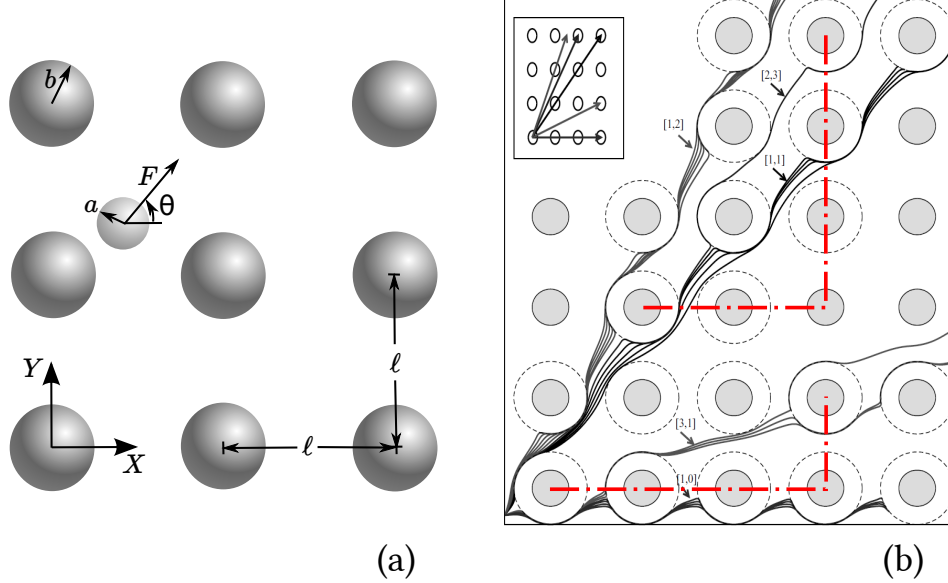 b
F
a
θ
ℓ
Y
X
ℓ
(a)
[2,3]
[1,2]
[1,1]
[3,1]
[1,0]
(b)